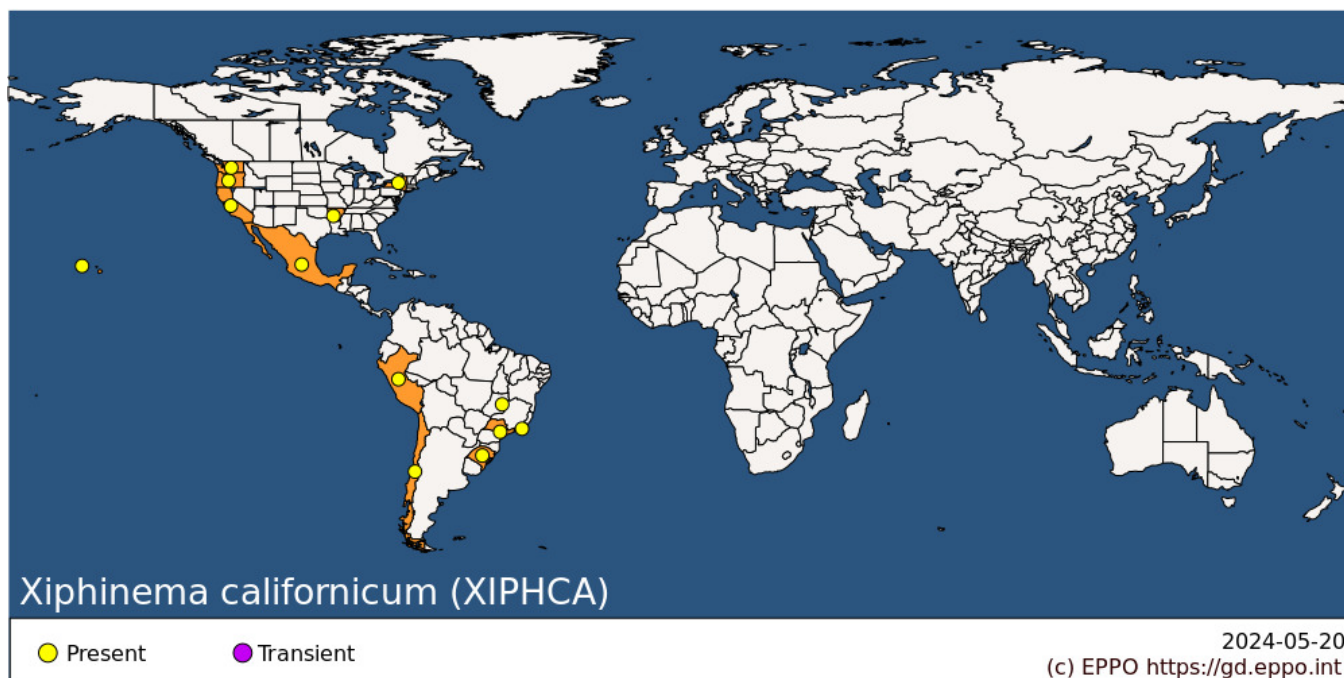 Xiphinema californicum (XIPHCA)
Present
Transient
2024-05-20
(c) EPPO https://gd.eppo.int